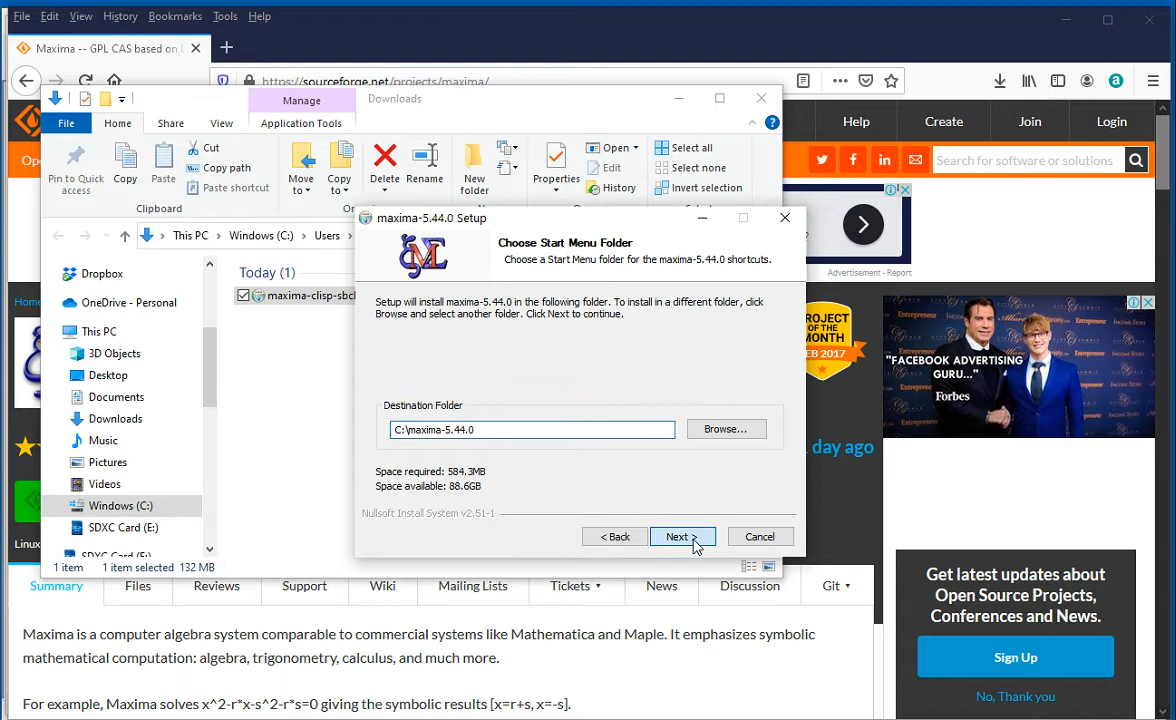 File Edit View History Bookmarks Tools Help
Maxima -- GPL CAS based on
https://sourceforge.net/projects/maxima/
Manage
Downloads
File Home Share View Application Tools
Help Create Join Login
Search for software or solutions
Pin to Quick access
Copy
Paste
Cut
Copy path
Paste shortcut
Clipboard
Move to
Copy to
Delete
Rename
New folder
Properties
Open
Edit
History
Select all
Select none
Invert selection
This PC Windows (C:) Users
Dropbox
OneDrive - Personal
This PC
3D Objects
Desktop
Documents
Downloads
Music
Pictures
Videos
Windows (C:)
SDXC Card (E:)
SDXC Card (E:)
Today (1)
maxima-clisp-sbcl
1 item 1 item selected 132 MB
maxima-5.44.0 Setup
Choose Start Menu Folder
Choose a Start Menu folder for the maxima-5.44.0 shortcuts.
Setup will install maxima-5.44.0 in the following folder. To install in a different folder, click
Browse and select another folder. Click Next to continue.
Destination Folder
C:\maxima-5.44.0
Browse...
Space required: 584.3MB
Space available: 88.6GB
Nullsoft Install System v2.51-1
< Back Next > Cancel
Advertisement - Report
PROJECT
OF THE
MONTH
FEB 2017
"FACEBOOK ADVERTISING
GURU..."
Forbes
Entrepreneur
1 day ago
Home
Linux
Summary Files Reviews Support Wiki Mailing Lists Tickets News Discussion Git
Maxima is a computer algebra system comparable to commercial systems like Mathematica and Maple. It emphasizes symbolic
mathematical computation: algebra, trigonometry, calculus, and much more.
For example, Maxima solves x^2-r*x-s^2-r*s=0 giving the symbolic results [x=r+s, x=-s].
Get latest updates about
Open Source Projects,
Conferences and News.
Sign Up
No, Thank you